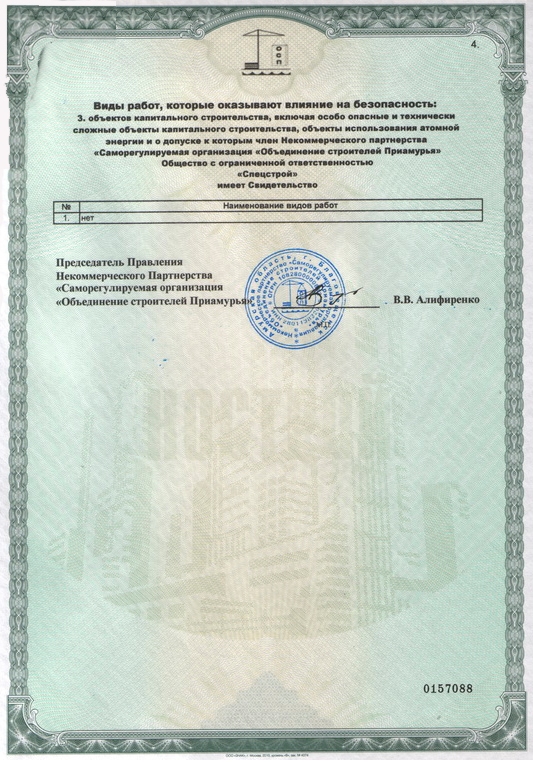 ОСП
4.
Виды работ, которые оказывают влияние на безопасность:
3. объектов капитального строительства, включая особо опасные и технически
сложные объекты капитального строительства, объекты использования атомной
энергии и о допуске к которым член Некоммерческого партнерства
«Саморегулируемая организация «Объединение строителей Приамурья»
Общество с ограниченной ответственностью
«Спецстрой»
имеет Свидетельство
№ Наименование видов работ
1. нет
Председатель Правления
Некоммерческого Партнерства
«Саморегулируемая организация
«Объединение строителей Приамурья»
В.В. Алифиренко
Амурская область, г. Благовещенск
М.П.
0157088